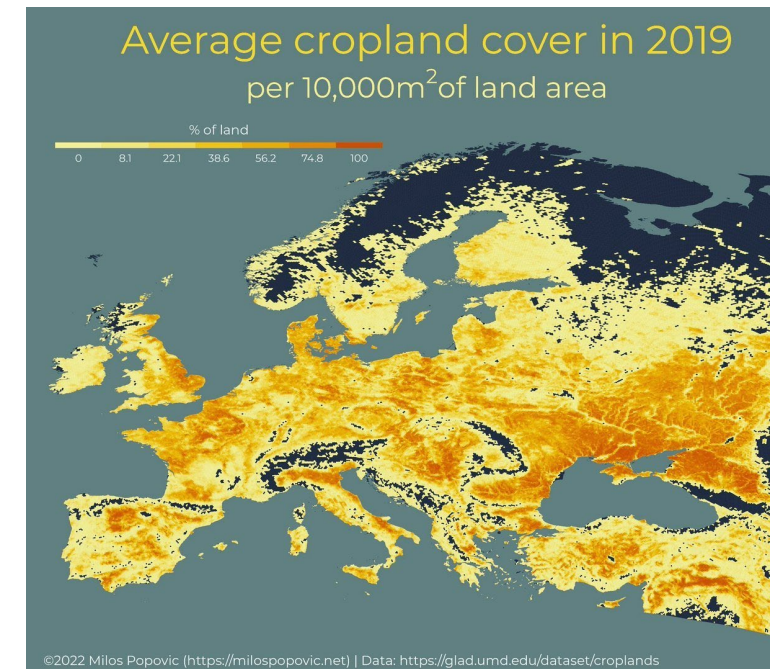 Average cropland cover in 2019
per 10,000m²of land area
% of land
0 8.1 22.1 38.6 56.2 74.8 100
©2022 Milos Popovic (https://milospopovic.net) | Data: https://glad.umd.edu/dataset/croplands